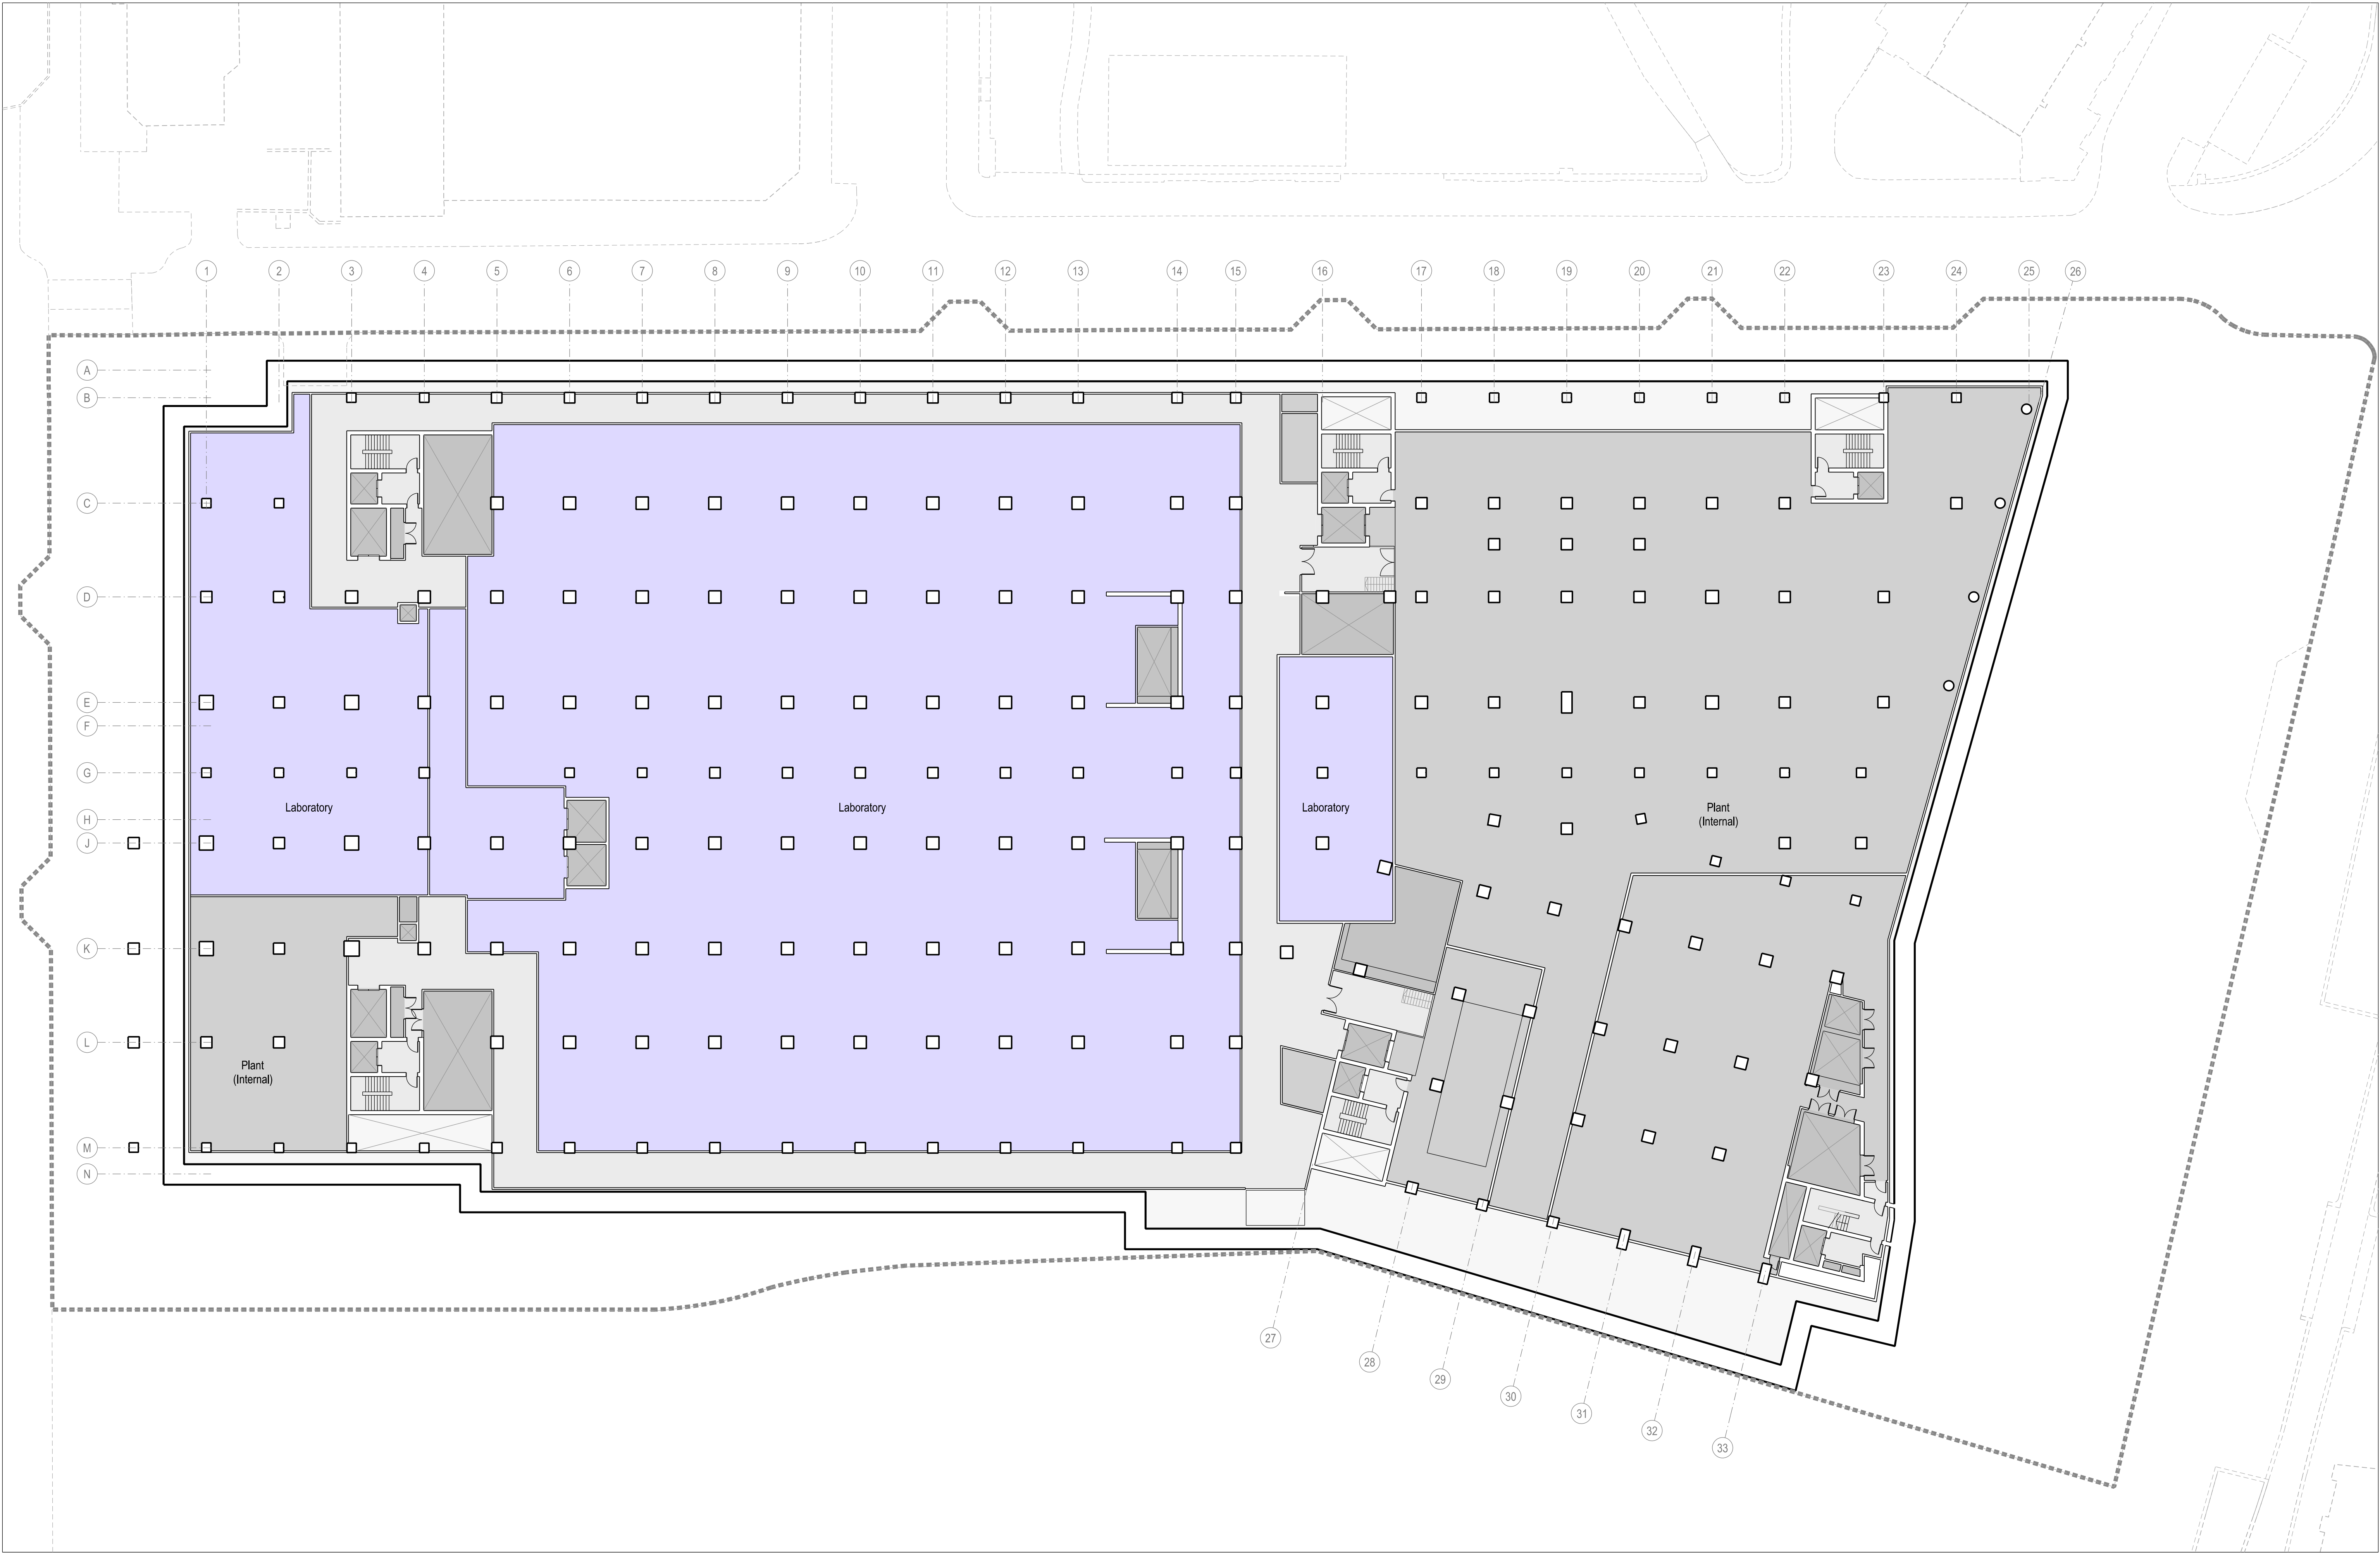 1 2 3 4 5 6 7 8 9 10 11 12 13 14 15 16 17 18 19 20 21 22 23 24 25 26
A
B
C
D
E
F
G
H
J
K
L
M
N
Laboratory
Laboratory
Laboratory
Plant
(Internal)
Plant
(Internal)
27
28
29
30
31
32
33